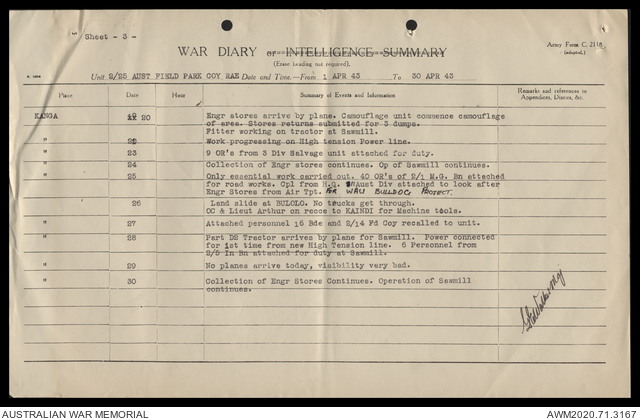 Sheet - 3 -
WAR DIARY or INTELLIGENCE SUMMARY
(Erase heading not required).
Army Form C. 2118
(adapted.)
Unit 2/25 AUST FIELD PARK COY RAE Date and Time.—From 1 APR 43 To 30 APR 43
Place Date Hour Summary of Events and Information Remarks and references to
Appendices, Diaries, &c.
KANGA 20 Engr stores arrive by plane. Camouflage unit commence camouflage
of area. Stores returns submitted for 3 dumps.
Fitter working on tractor at Sawmill.
" Work progressing on High tension Power line.
" 23 9 OR's from 3 Div Salvage unit attached for duty.
" 24 Collection of Engr stores continues. Op of Sawmill continues.
" 25 Only essential work carried out. 40 OR's of 2/1 M.G. Bn attached
for road works. Cpl from H.Q. Aust Div attached to look after
Engr Stores from Air Tpt. FOR WAU BULLDOG PROJECT.
26 Land slide at BULOLO. No trucks get through.
OC & Lieut Arthur on recce to KAINDI for Machine tools.
" 27 Attached personnel 15 Bde and 2/14 Fd Coy recalled to unit.
" 28 Part D8 Tractor arrives by plane for Sawmill. Power connected
for 1st time from new High Tension line. 6 Personnel from
2/5 In Bn attached for duty at Sawmill.
" 29 No planes arrive today, visibility very bad.
" 30 Collection of Engr Stores Continues. Operation of Sawmill
continues.
AUSTRALIAN WAR MEMORIAL AWM2020.71.3167